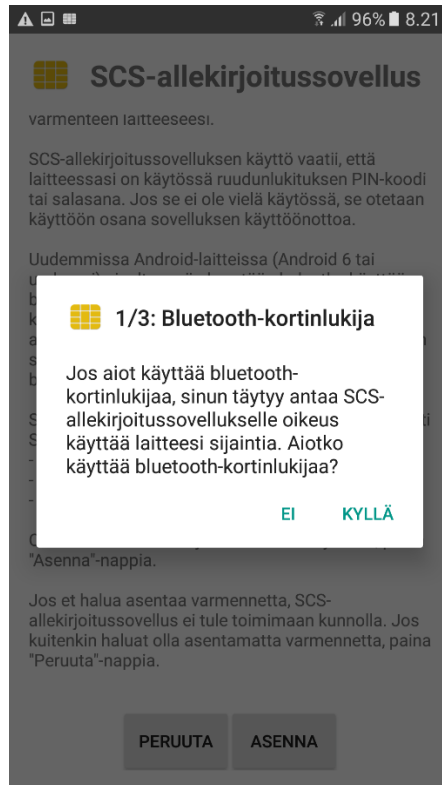 96% 8.21
SCS-allekirjoitussovellus
varmenteen laitteeseesi.
SCS-allekirjoitussovelluksen käyttö vaatii, että
laitteessasi on käytössä ruudunlukituksen PIN-koodi
tai salasana. Jos se ei ole vielä käytössä, se otetaan
käyttöön osana sovelluksen käyttöönottoa.
Uudemmissa Android-laitteissa (Android 6 tai
1/3: Bluetooth-kortinlukija
Jos aiot käyttää bluetooth-
kortinlukijaa, sinun täytyy antaa SCS-
allekirjoitussovellukselle oikeus
käyttää laitteesi sijaintia. Aiotko
käyttää bluetooth-kortinlukijaa?
EI KYLLÄ
"Asenna"-nappia.
Jos et halua asentaa varmennetta, SCS-
allekirjoitussovellus ei tule toimimaan kunnolla. Jos
kuitenkin haluat olla asentamatta varmennetta, paina
"Peruuta"-nappia.
PERUUTA ASENNA